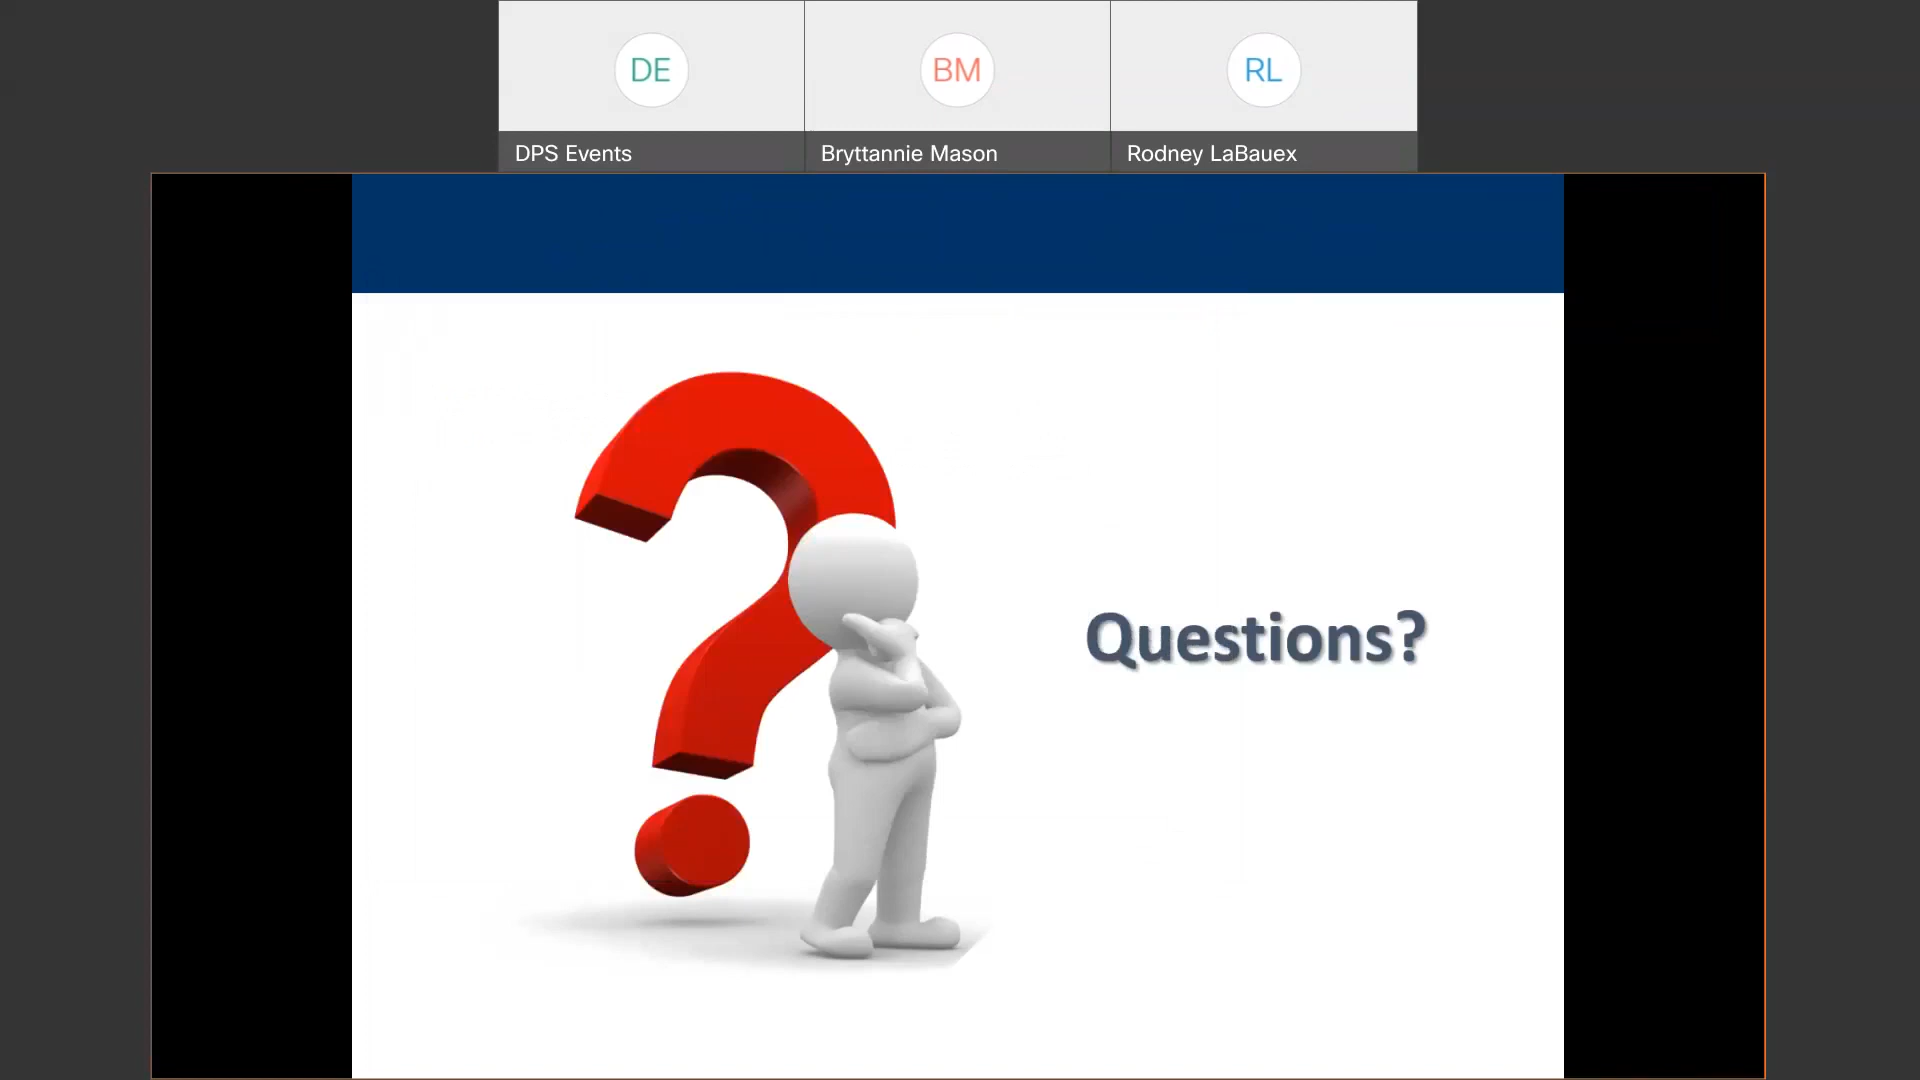 DE
BM
RL
DPS Events
Bryttannie Mason
Rodney LaBauex
Questions?